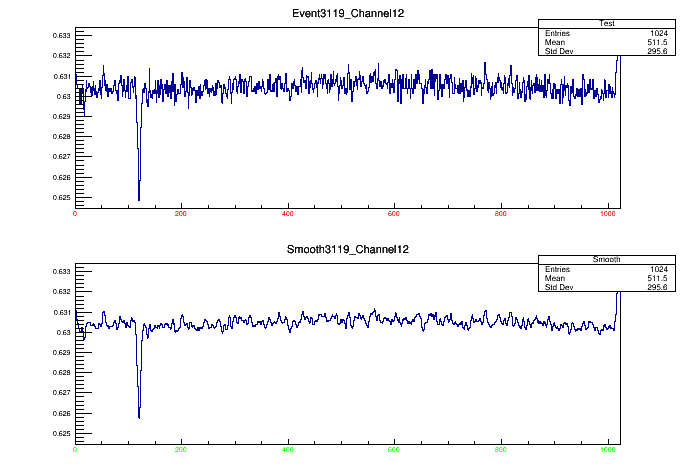 Event3119_Channel12
Test
Entries 1024
Mean 511.5
Std Dev 295.6
0.633
0.632
0.631
0.63
0.629
0.628
0.627
0.626
0.625
0 200 400 600 800 1000
Smooth3119_Channel12
Smooth
Entries 1024
Mean 511.5
Std Dev 295.6
0.633
0.632
0.631
0.63
0.629
0.628
0.627
0.626
0.625
0 200 400 600 800 1000